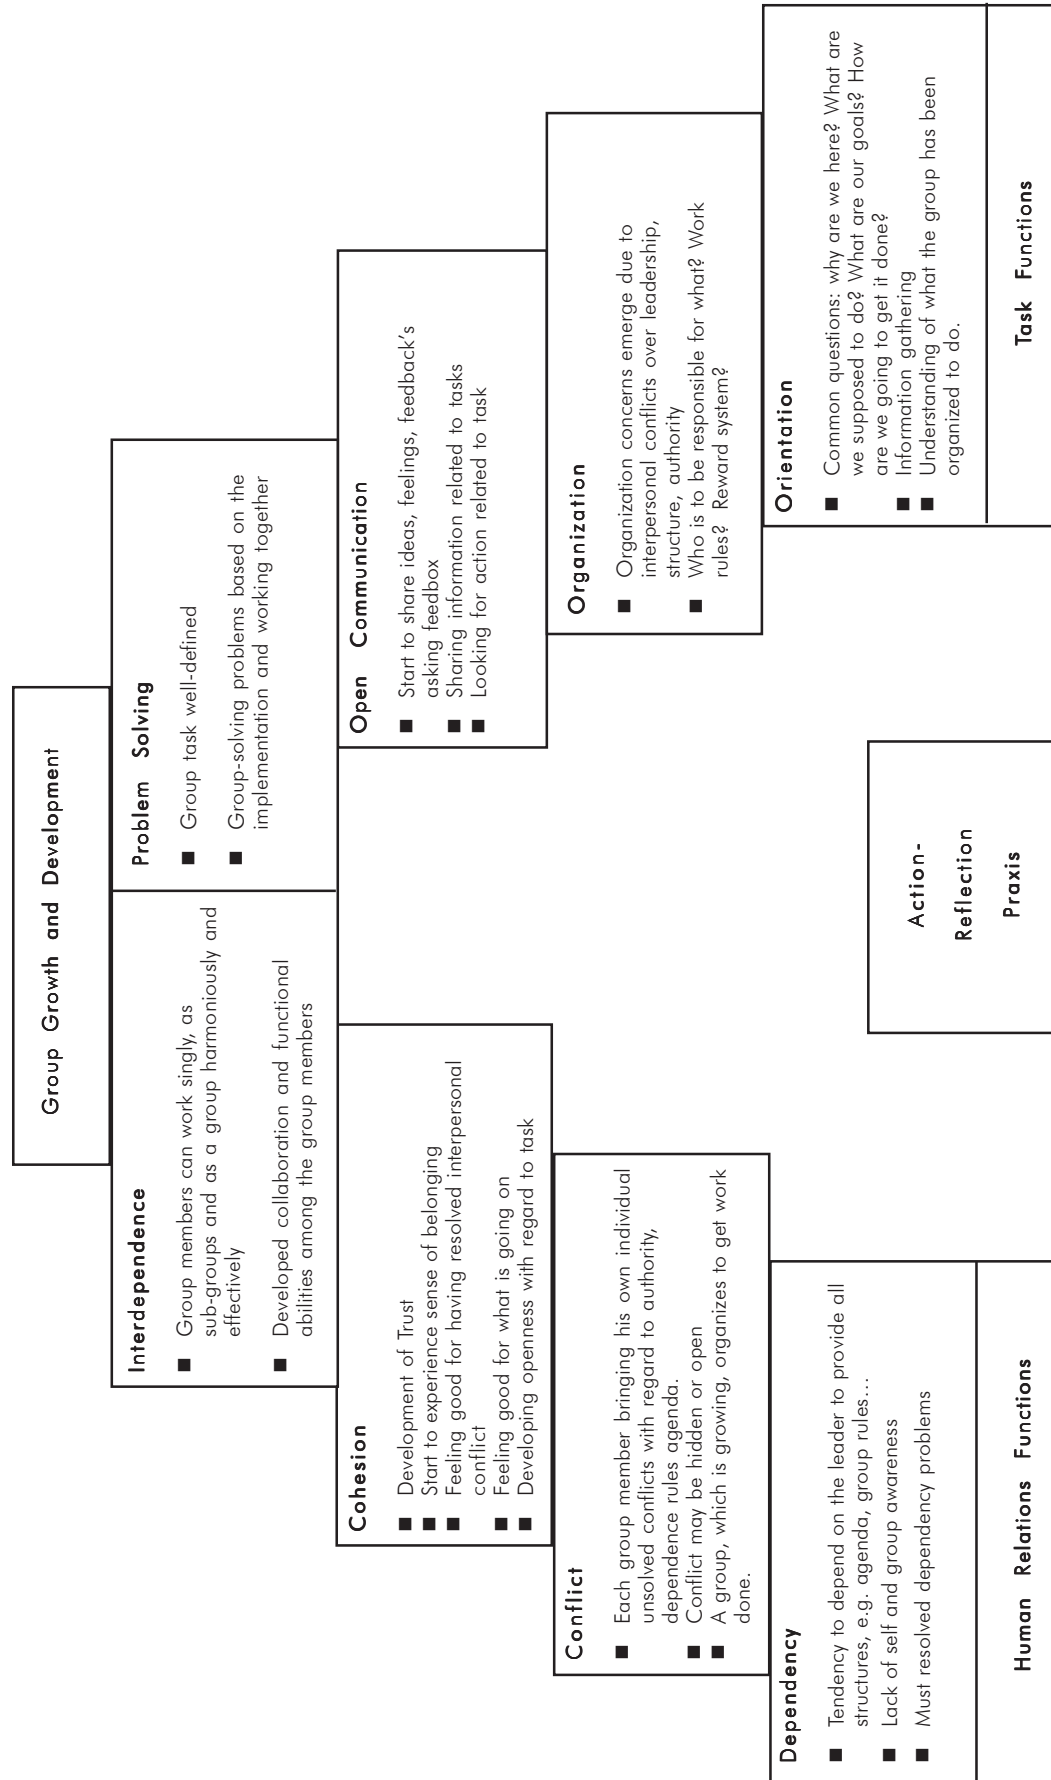 Group Growth and Development
Interdependence
■ Group members can work singly, as
sub-groups and as a group harmoniously and
effectively
■ Developed collaboration and functional
abilities among the group members
Problem Solving
■ Group task well-defined
■ Group-solving problems based on the
implementation and working together
Cohesion
■ Development of Trust
■ Start to experience sense of belonging
■ Feeling good for having resolved interpersonal
conflict
■ Feeling good for what is going on
■ Developing openness with regard to task
Open Communication
■ Start to share ideas, feelings, feedback's
asking feedbox
■ Sharing information related to tasks
■ Looking for action related to task
Conflict
■ Each group member bringing his own individual
unsolved conflicts with regard to authority,
dependence rules agenda.
■ Conflict may be hidden or open
■ A group, which is growing, organizes to get work
done.
Organization
■ Organization concerns emerge due to
interpersonal conflicts over leadership,
structure, authority
■ Who is to be responsible for what? Work
rules? Reward system?
Dependency
■ Tendency to depend on the leader to provide all
structures, e.g. agenda, group rules...
■ Lack of self and group awareness
■ Must resolved dependency problems
Orientation
■ Common questions: why are we here? What are
we supposed to do? What are our goals? How
are we going to get it done?
■ Information gathering
■ Understanding of what the group has been
organized to do.
Human Relations Functions
Action-
Reflection
Praxis
Task Functions